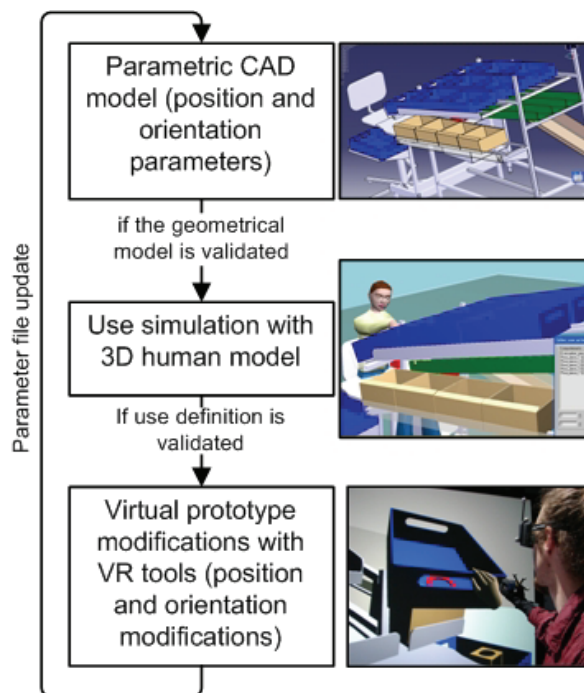 Parametric CAD
model (position and
orientation
parameters)
if the geometrical
model is validated
Use simulation with
3D human model
If use definition is
validated
Virtual prototype
modifications with
VR tools (position
and orientation
modifications)
Parameter file update